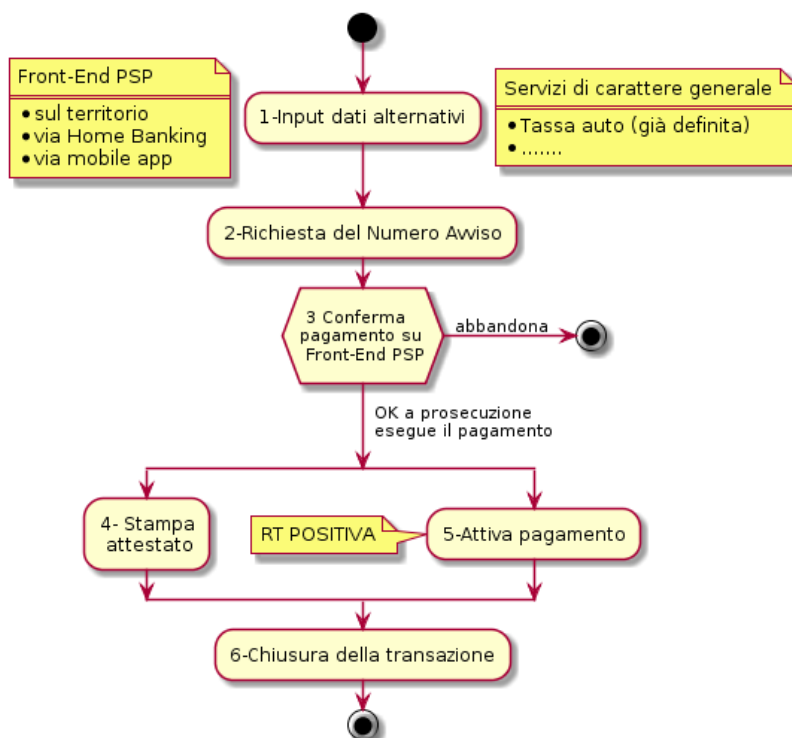 Front-End PSP
sul territorio
via Home Banking
via mobile app
1-Input dati alternativi
Servizi di carattere generale
Tassa auto (già definita)
.......
2-Richiesta del Numero Avviso
3 Conferma
pagamento su
Front-End PSP
abbandona
OK a prosecuzione
esegue il pagamento
4- Stampa
attestato
RT POSITIVA
5-Attiva pagamento
6-Chiusura della transazione